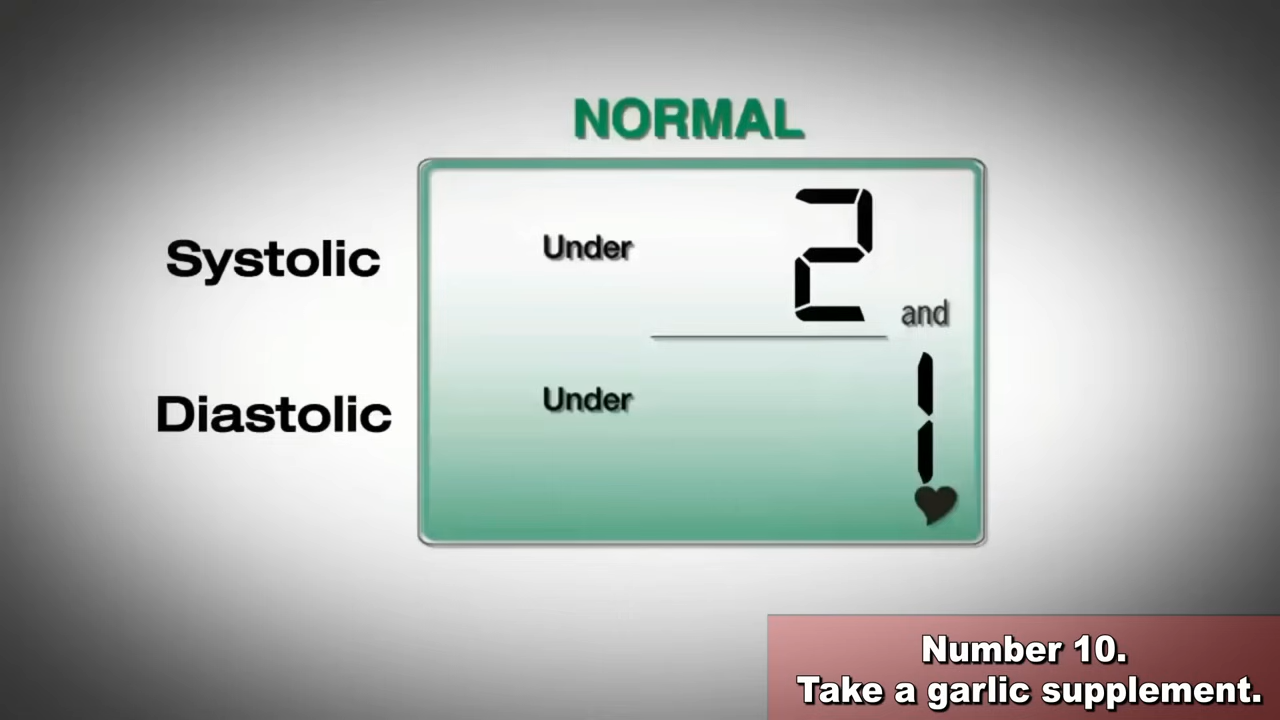 NORMAL
Systolic
Under
2
and
Diastolic
Under
1
Number 10.
Take a garlic supplement.